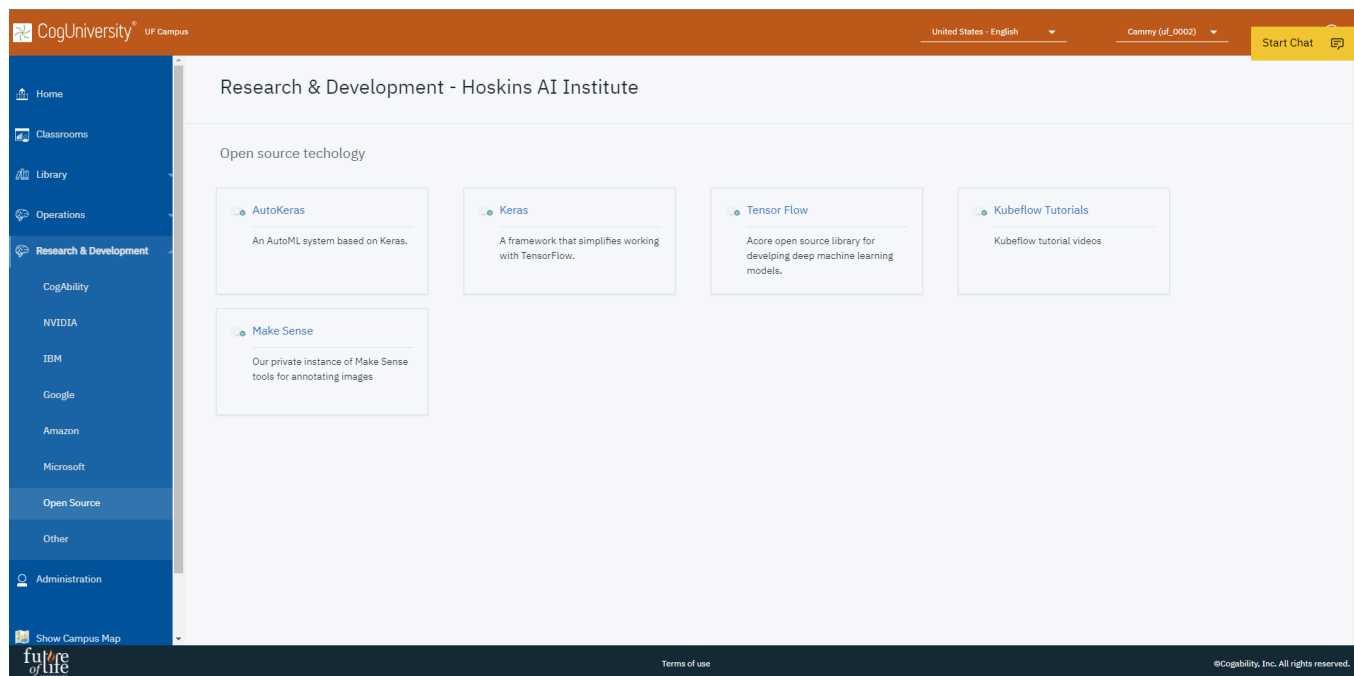 CogUniversity® UF Campus
United States - English
Cammy (uf_0002)
Start Chat
Home
Classrooms
Library
Operations
Research & Development
CogAbility
NVIDIA
IBM
Google
Amazon
Microsoft
Open Source
Other
Administration
Show Campus Map
Research & Development - Hoskins AI Institute
Open source techology
AutoKeras
An AutoML system based on Keras.
Keras
A framework that simplifies working
with TensorFlow.
Tensor Flow
Acore open source library for
develping deep machine learning
models.
Kubeflow Tutorials
Kubeflow tutorial videos
Make Sense
Our private instance of Make Sense
tools for annotating images
future
of life
Terms of use
©Cogability, Inc. All rights reserved.